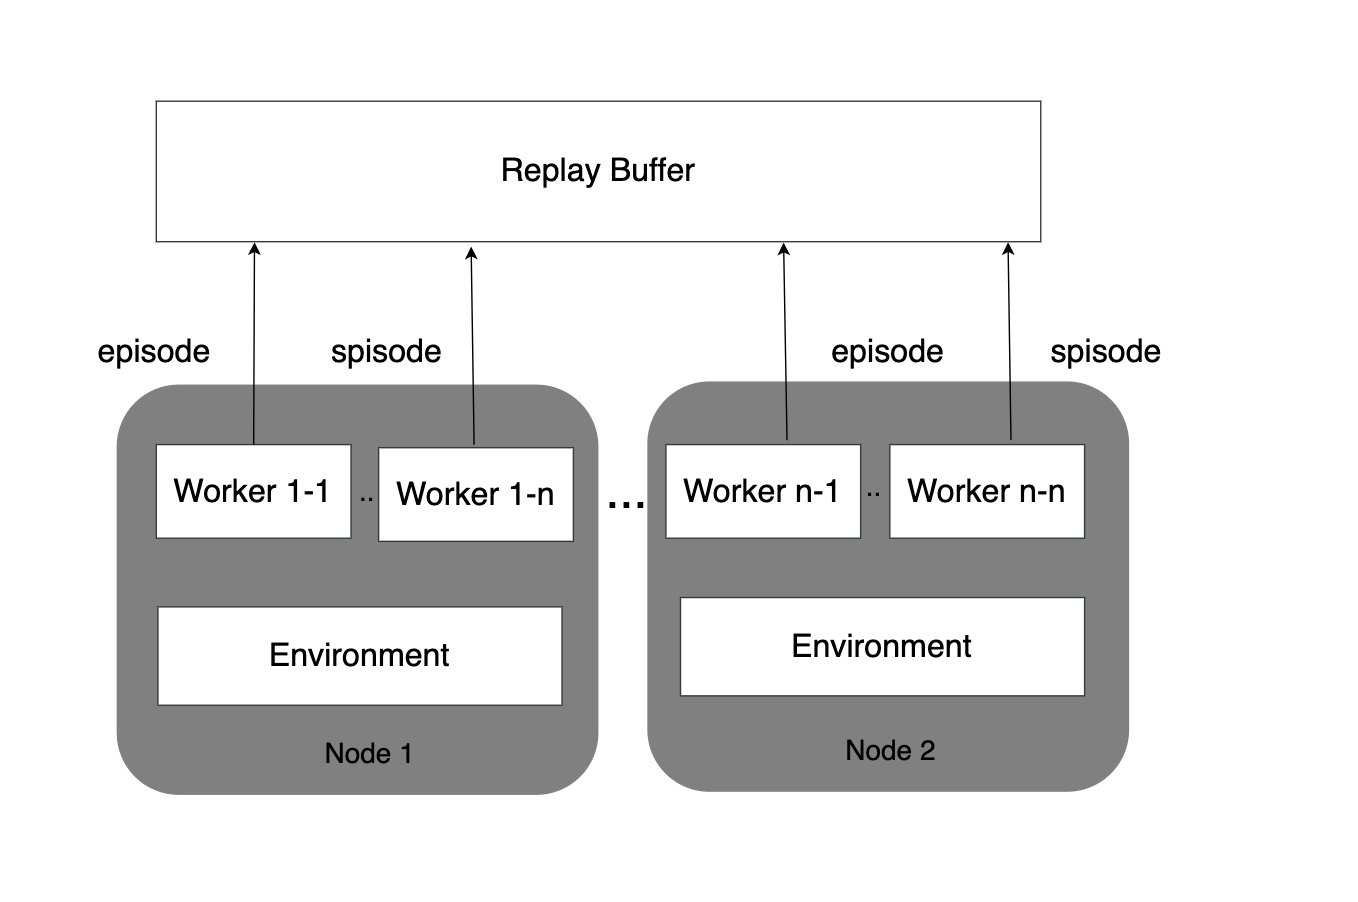 Replay Buffer
episode
spisode
episode
spisode
Worker 1-1
..
Worker 1-n
...
Worker n-1
..
Worker n-n
Environment
Environment
Node 1
Node 2